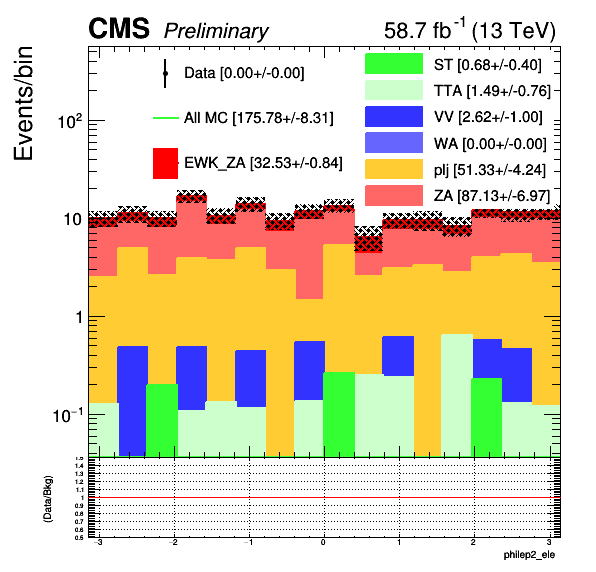 CMS Preliminary 58.7 fb⁻¹ (13 TeV)
Events/bin
Data [0.00+/-0.00]
All MC [175.78+/-8.31]
EWK_ZA [32.53+/-0.84]
ST [0.68+/-0.40]
TTA [1.49+/-0.76]
VV [2.62+/-1.00]
WA [0.00+/-0.00]
plj [51.33+/-4.24]
ZA [87.13+/-6.97]
10²
10
1
10⁻¹
(Data/Bkg)
1.5
1.4
1.3
1.2
1.1
1
0.9
0.8
0.7
0.6
0.5
−3 −2 −1 0 1 2 3
philep2_ele